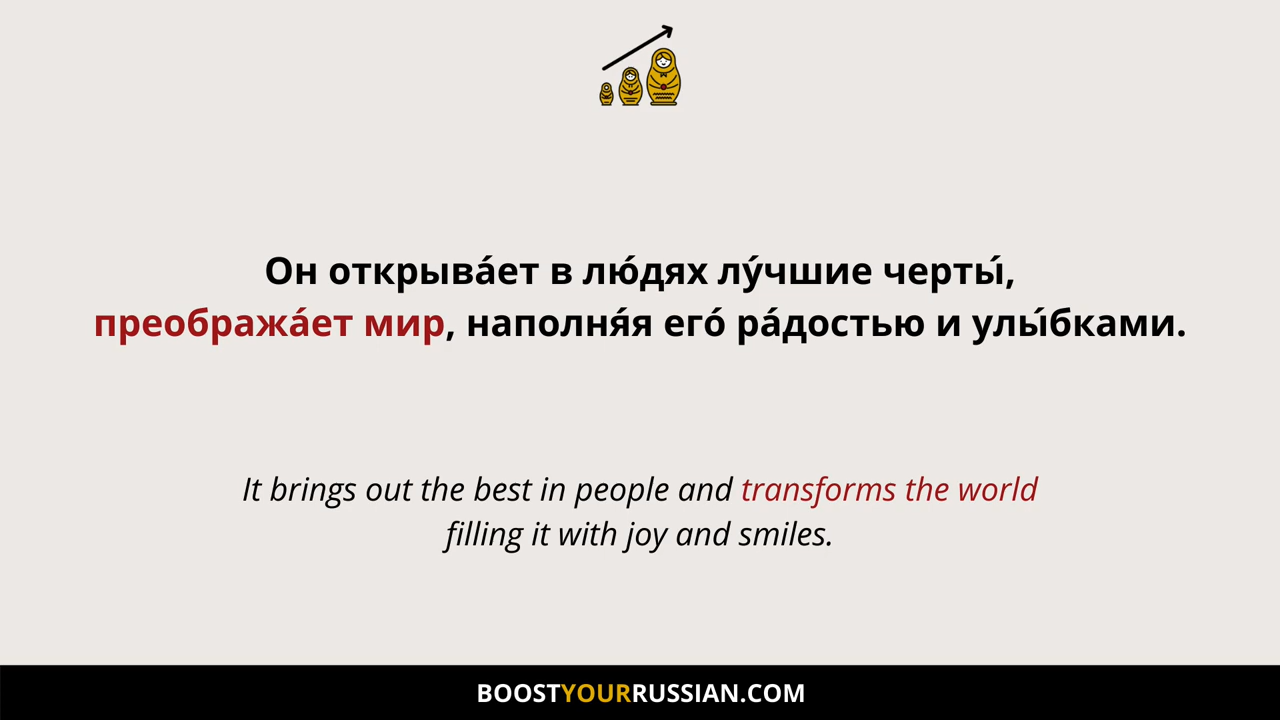 Он открыва́ет в лю́дях лу́чшие черты́,
преобража́ет мир, наполня́я его́ ра́достью и улы́бками.
It brings out the best in people and transforms the world
filling it with joy and smiles.
BOOSTYOURRUSSIAN.COM